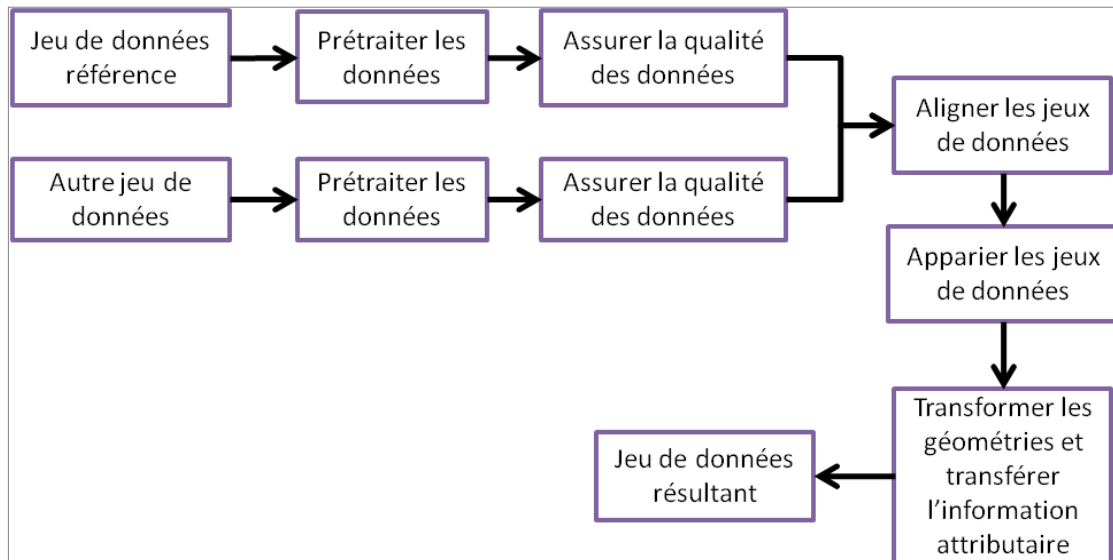 Jeu de données
référence
Prétraiter les
données
Assurer la qualité
des données
Autre jeu de
données
Prétraiter les
données
Assurer la qualité
des données
Aligner les jeux
de données
Apparier les jeux
de données
Transformer les
géométries et
transférer
l'information
attributaire
Jeu de données
résultant